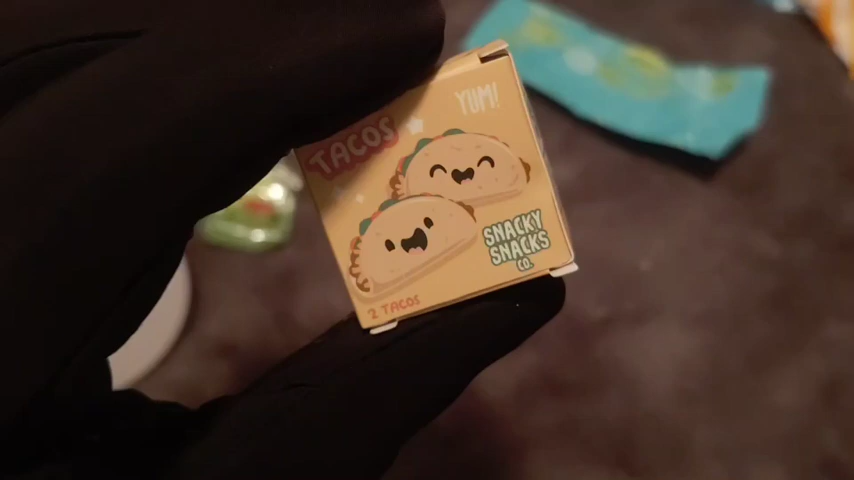 YUM!
TACOS
SNACKY
SNACKS
CO.
2 TACOS